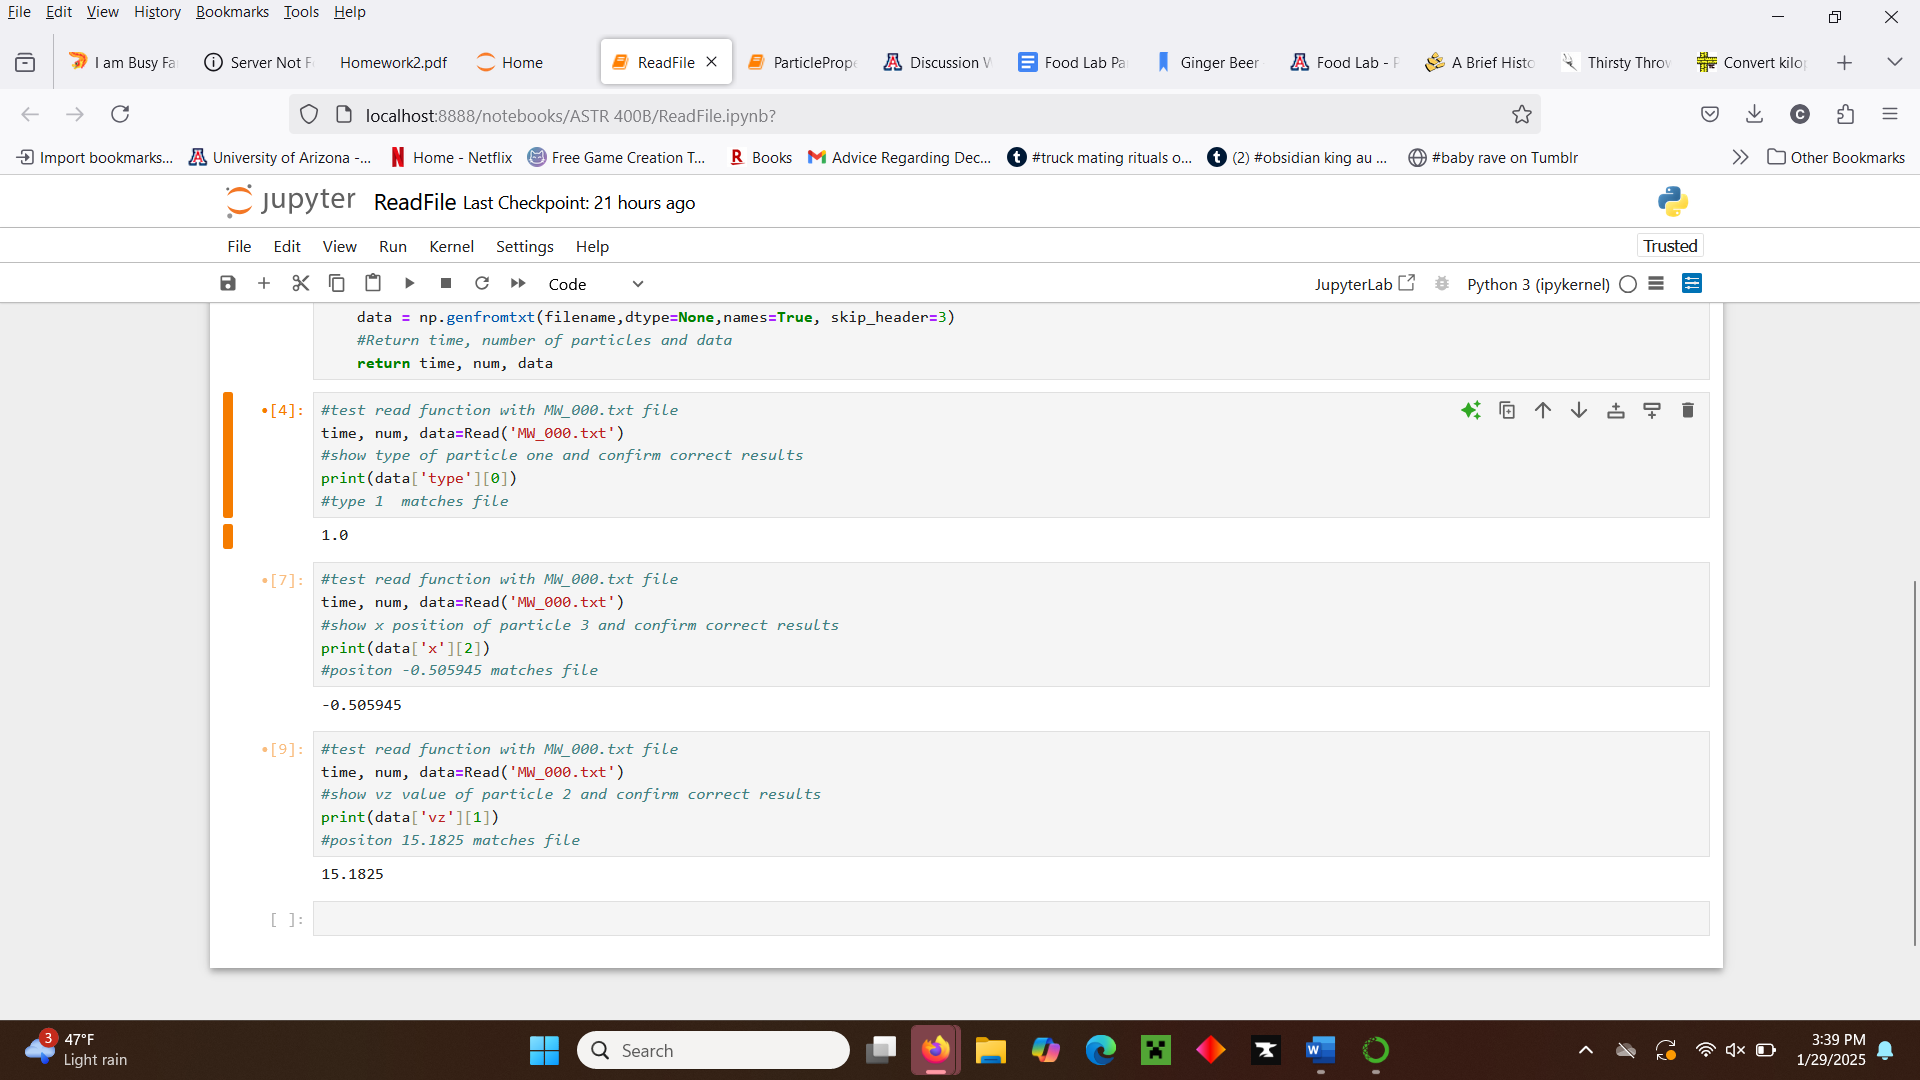 File Edit View History Bookmarks Tools Help
I am Busy Fa
Server Not F
Homework2.pdf
Home
ReadFile
ParticlePrope
Discussion W
Food Lab Pa
Ginger Beer
Food Lab - F
A Brief Histo
Thirsty Thro
Convert kilo
localhost:8888/notebooks/ASTR 400B/ReadFile.ipynb?
C
Import bookmarks...
University of Arizona -...
Home - Netflix
Free Game Creation T...
Books
Advice Regarding Dec...
#truck mating rituals o...
(2) #obsidian king au ...
#baby rave on Tumblr
Other Bookmarks
jupyter ReadFile Last Checkpoint: 21 hours ago
File Edit View Run Kernel Settings Help
Trusted
Code
JupyterLab
Python 3 (ipykernel)
data = np.genfromtxt(filename,dtype=None,names=True, skip_header=3)
#Return time, number of particles and data
return time, num, data
•[4]:
#test read function with MW_000.txt file
time, num, data=Read('MW_000.txt')
#show type of particle one and confirm correct results
print(data['type'][0])
#type 1  matches file
1.0
•[7]:
#test read function with MW_000.txt file
time, num, data=Read('MW_000.txt')
#show x position of particle 3 and confirm correct results
print(data['x'][2])
#positon -0.505945 matches file
-0.505945
•[9]:
#test read function with MW_000.txt file
time, num, data=Read('MW_000.txt')
#show vz value of particle 2 and confirm correct results
print(data['vz'][1])
#positon 15.1825 matches file
15.1825
[ ]:
3
47°F
Light rain
Search
3:39 PM
1/29/2025